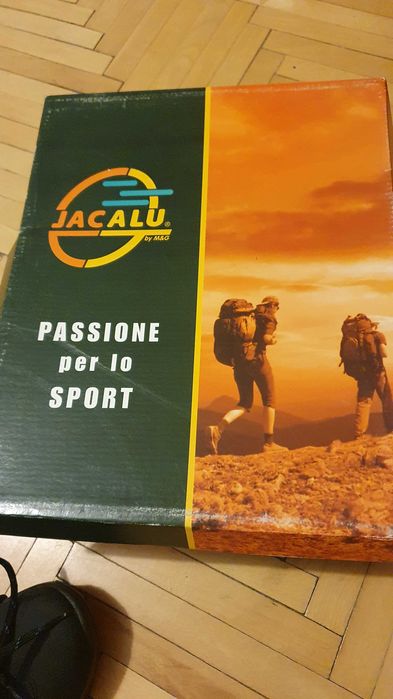 JACALU®
by M&G
PASSIONE
per lo
SPORT